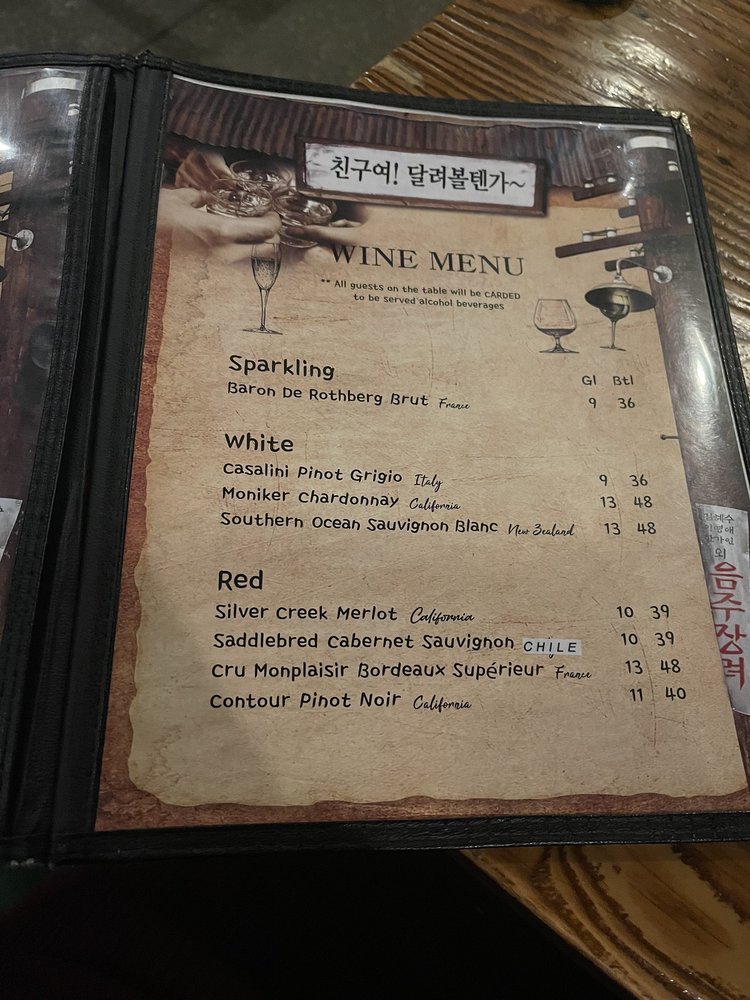 친구여! 달려볼텐가~
WINE MENU
** All guests on the table will be CARDED
to be served alcohol beverages
Sparkling Gl Btl
Baron De Rothberg Brut France 9 36
White
Casalini Pinot Grigio Italy 9 36
Moniker Chardonnay California 13 48
Southern Ocean Sauvignon Blanc New Zealand 13 48
Red
Silver Creek Merlot California 10 39
Saddlebred Cabernet Sauvignon CHILE 10 39
Cru Monplaisir Bordeaux Supérieur France 13 48
Contour Pinot Noir California 11 40
외
음주장려